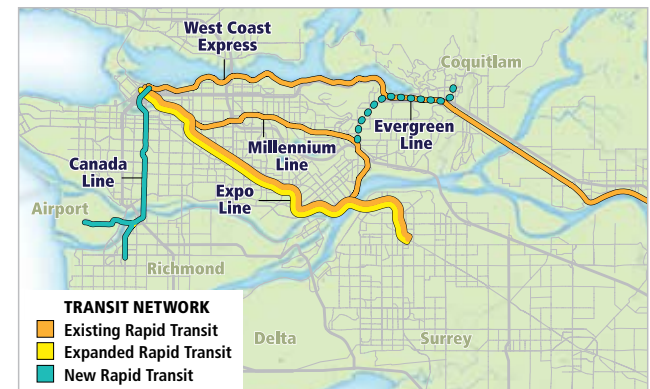 West Coast
Express
Coquitlam
Evergreen
Line
Millennium
Line
Canada
Line
Expo
Line
Airport
Richmond
TRANSIT NETWORK
Existing Rapid Transit
Expanded Rapid Transit
New Rapid Transit
Delta
Surrey